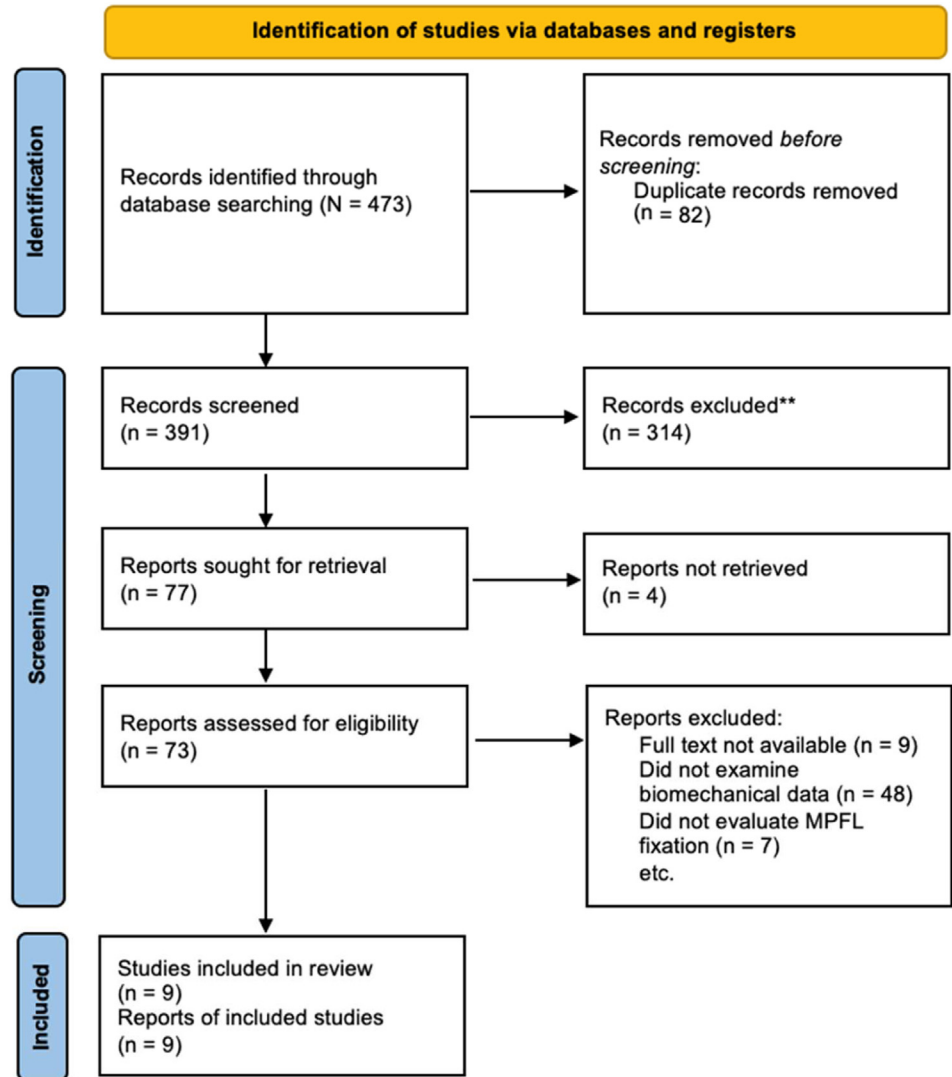 Identification of studies via databases and registers
Identification
Records identified through
database searching (N = 473)
Records removed before
screening:
Duplicate records removed
(n = 82)
Screening
Records screened
(n = 391)
Records excluded**
(n = 314)
Reports sought for retrieval
(n = 77)
Reports not retrieved
(n = 4)
Reports assessed for eligibility
(n = 73)
Reports excluded:
Full text not available (n = 9)
Did not examine
biomechanical data (n = 48)
Did not evaluate MPFL
fixation (n = 7)
etc.
Included
Studies included in review
(n = 9)
Reports of included studies
(n = 9)